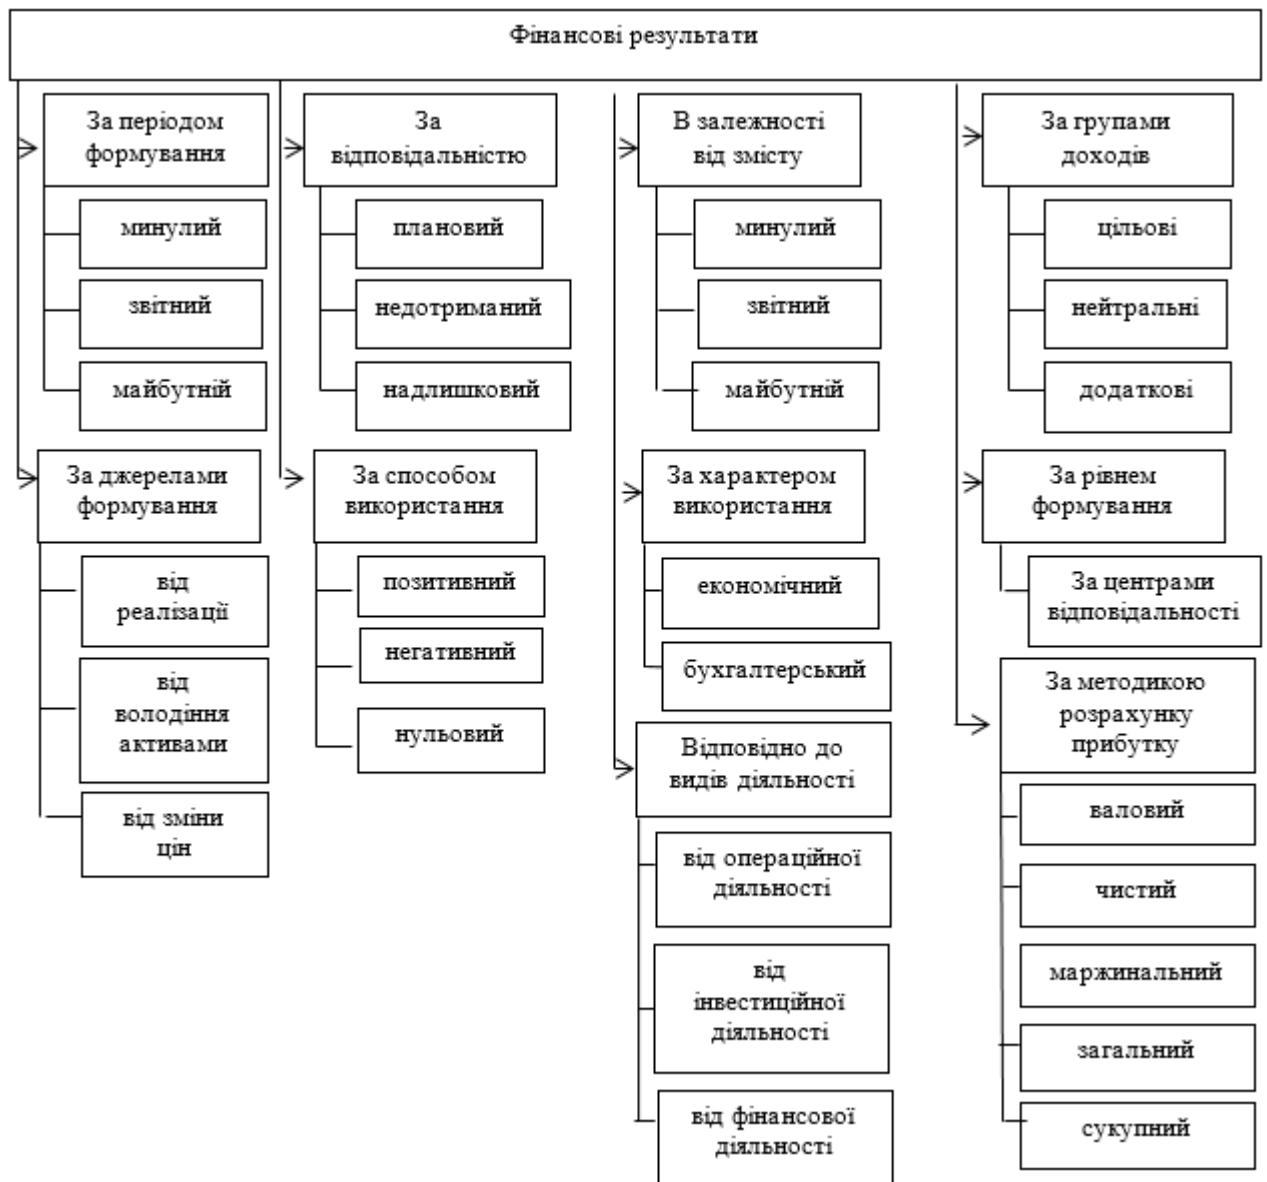 Фінансові результати
За періодом
формування
минулий
звітний
майбутній
За джерелами
формування
від
реалізації
від
володіння
активами
від зміни
цін
За
відповідальністю
плановий
недотриманий
надлишковий
За способом
використання
позитивний
негативний
нульовий
В залежності
від змісту
минулий
звітний
майбутній
За характером
використання
економічний
бухгалтерський
Відповідно до
видів діяльності
від операційної
діяльності
від
інвестиційної
діяльності
від фінансової
діяльності
За групами
доходів
цільові
нейтральні
додаткові
За рівнем
формування
За центрами
відповідальності
За методикою
розрахунку
прибутку
валовий
чистий
маржинальний
загальний
сукупний